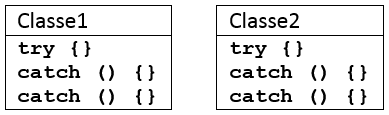 Classe1
try {}
catch () {}
catch () {}
Classe2
try {}
catch () {}
catch () {}